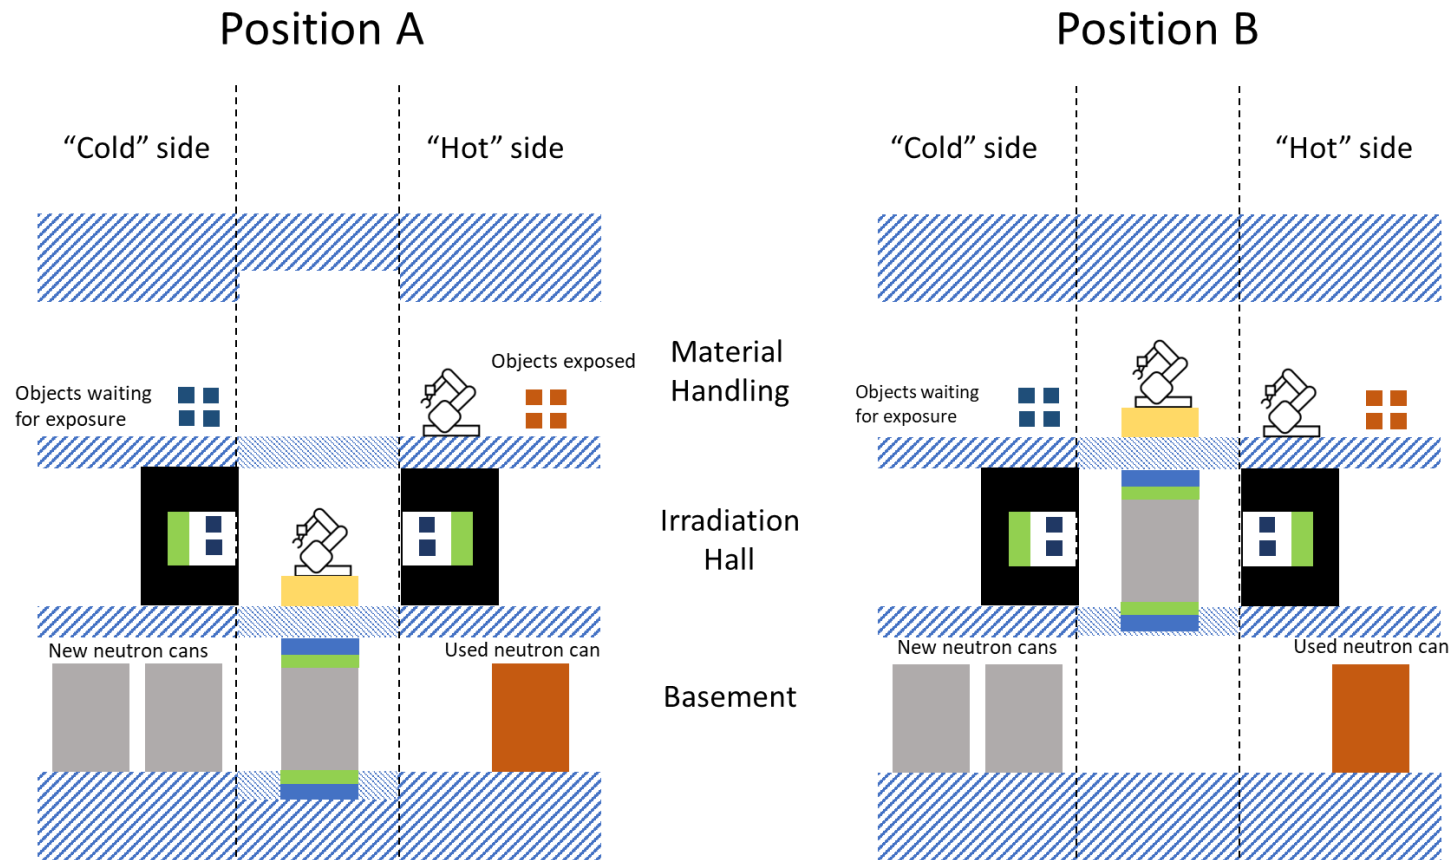 Position A
Position B
“Cold” side
“Hot” side
“Cold” side
“Hot” side
Objects waiting
for exposure
Objects exposed
Material
Handling
Objects waiting
for exposure
Irradiation
Hall
New neutron cans
Used neutron can
Basement
New neutron cans
Used neutron can